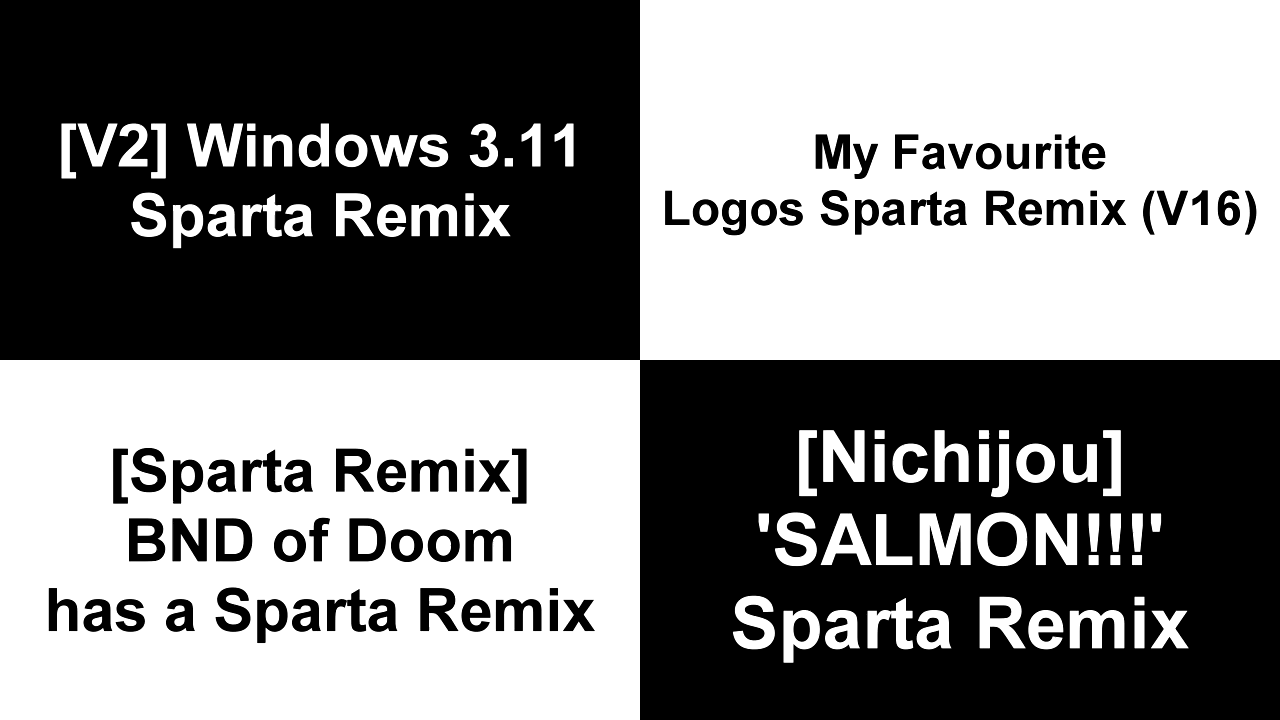 [V2] Windows 3.11
Sparta Remix
My Favourite
Logos Sparta Remix (V16)
[Sparta Remix]
BND of Doom
has a Sparta Remix
[Nichijou]
'SALMON!!!'
Sparta Remix